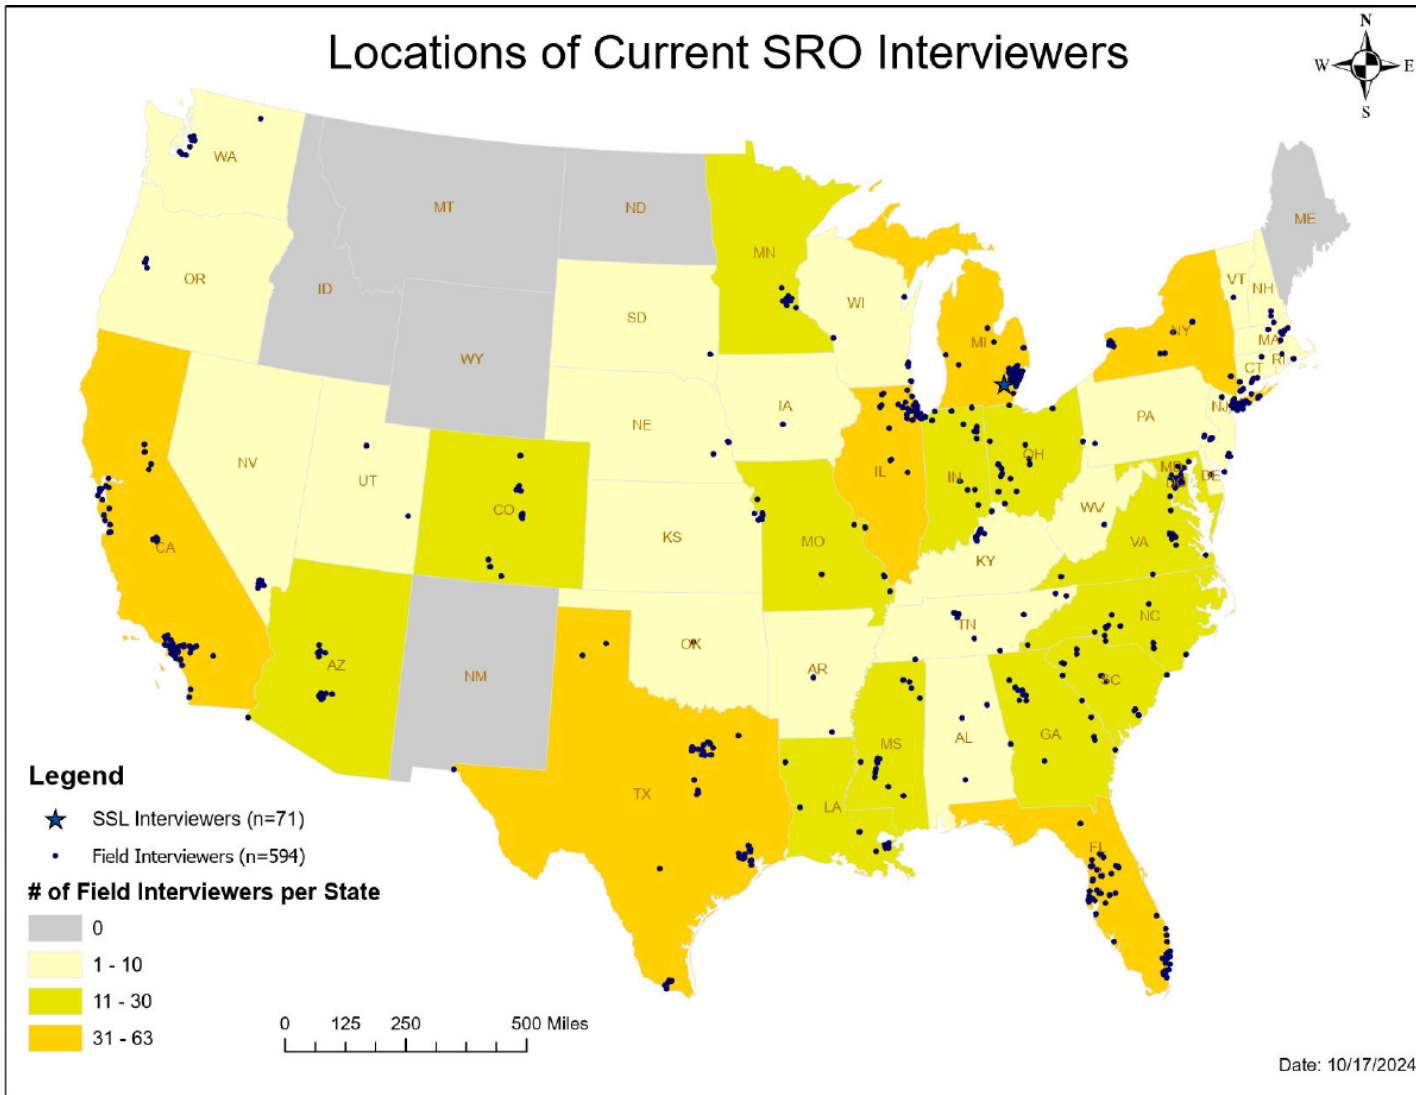 Locations of Current SRO Interviewers
N
W E
S
WA
MT
ND
ME
MN
OR
ID
VT
NH
WI
SD
NY
MI
MA
WY
CT
RI
IA
PA
NJ
NE
OH
NV
IL
IN
MD
DE
UT
DC
CO
WV
CA
MO
VA
KS
KY
NC
TN
OK
AZ
AR
NM
SC
GA
AL
MS
TX
LA
FL
Legend
SSL Interviewers (n=71)
Field Interviewers (n=594)
# of Field Interviewers per State
0
1 - 10
11 - 30
31 - 63
0 125 250 500 Miles
Date: 10/17/2024